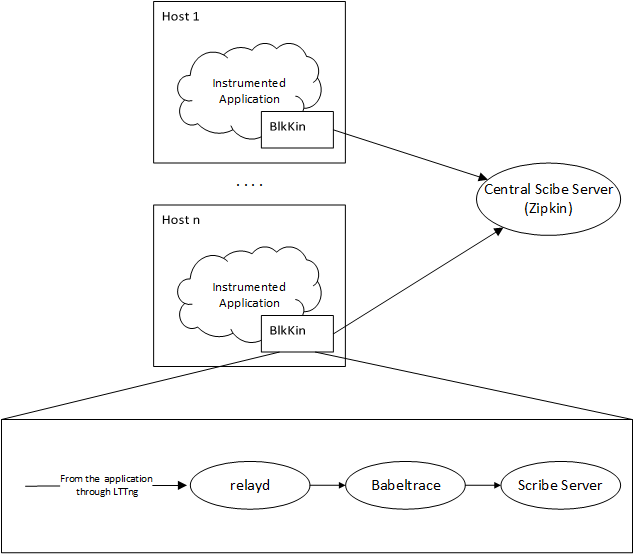 Host 1
Instrumented
Application
BlkKin
. . . .
Central Scibe Server
(Zipkin)
Host n
Instrumented
Application
BlkKin
From the application
through LTTng
relayd
Babeltrace
Scribe Server